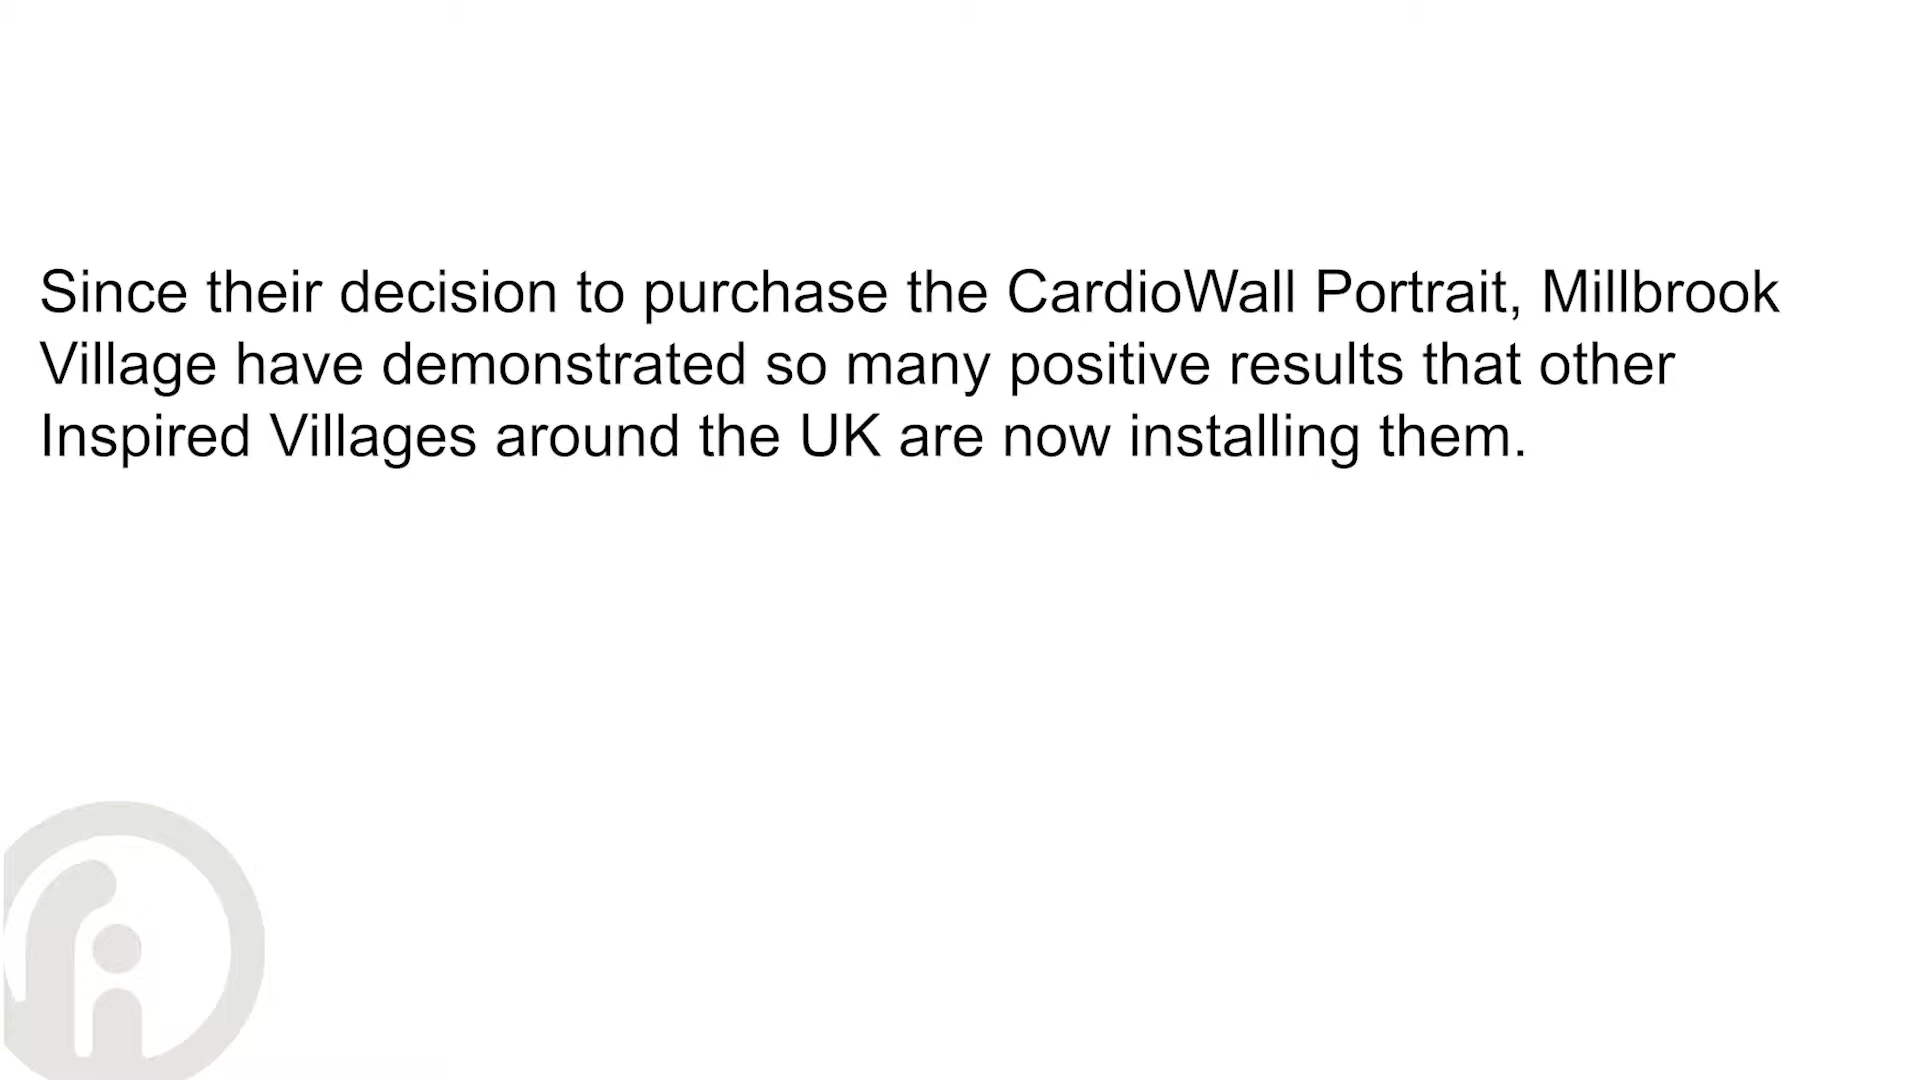 Since their decision to purchase the CardioWall Portrait, Millbrook
Village have demonstrated so many positive results that other
Inspired Villages around the UK are now installing them.